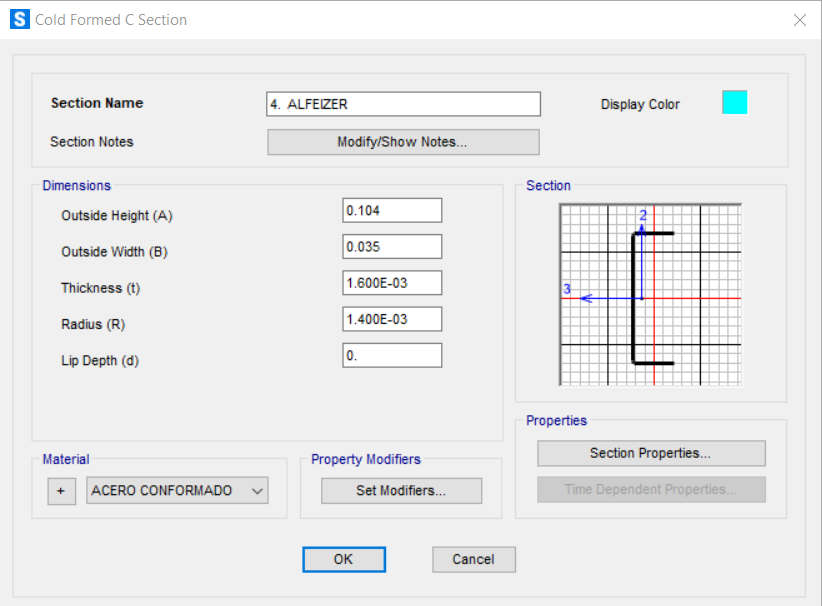 S Cold Formed C Section
Section Name 4. ALFEIZER Display Color
Section Notes Modify/Show Notes...
Dimensions
Outside Height (A) 0.104
Outside Width (B) 0.035
Thickness (t) 1.600E-03
Radius (R) 1.400E-03
Lip Depth (d) 0.
Section
2
3
Properties
Section Properties...
Time Dependent Properties...
Material
+ ACERO CONFORMADO
Property Modifiers
Set Modifiers...
OK Cancel